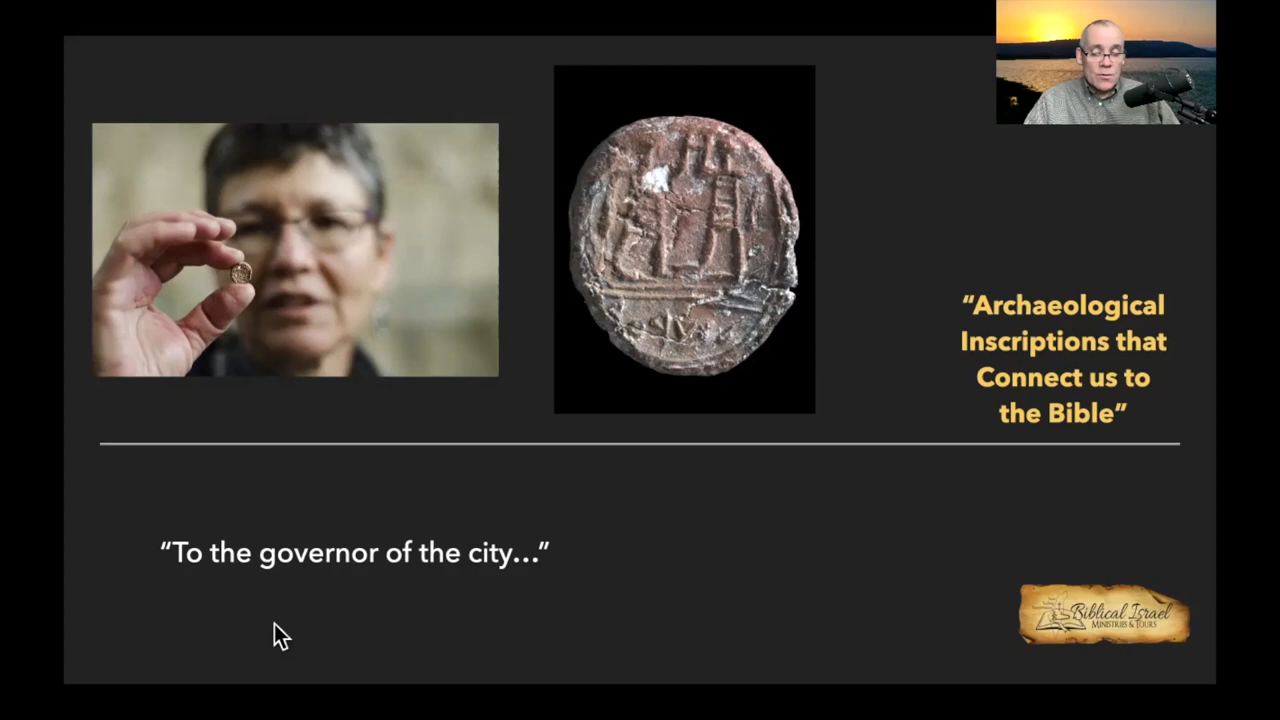 “Archaeological
Inscriptions that
Connect us to
the Bible”
“To the governor of the city…”
Biblical Israel
MINISTRIES & TOURS